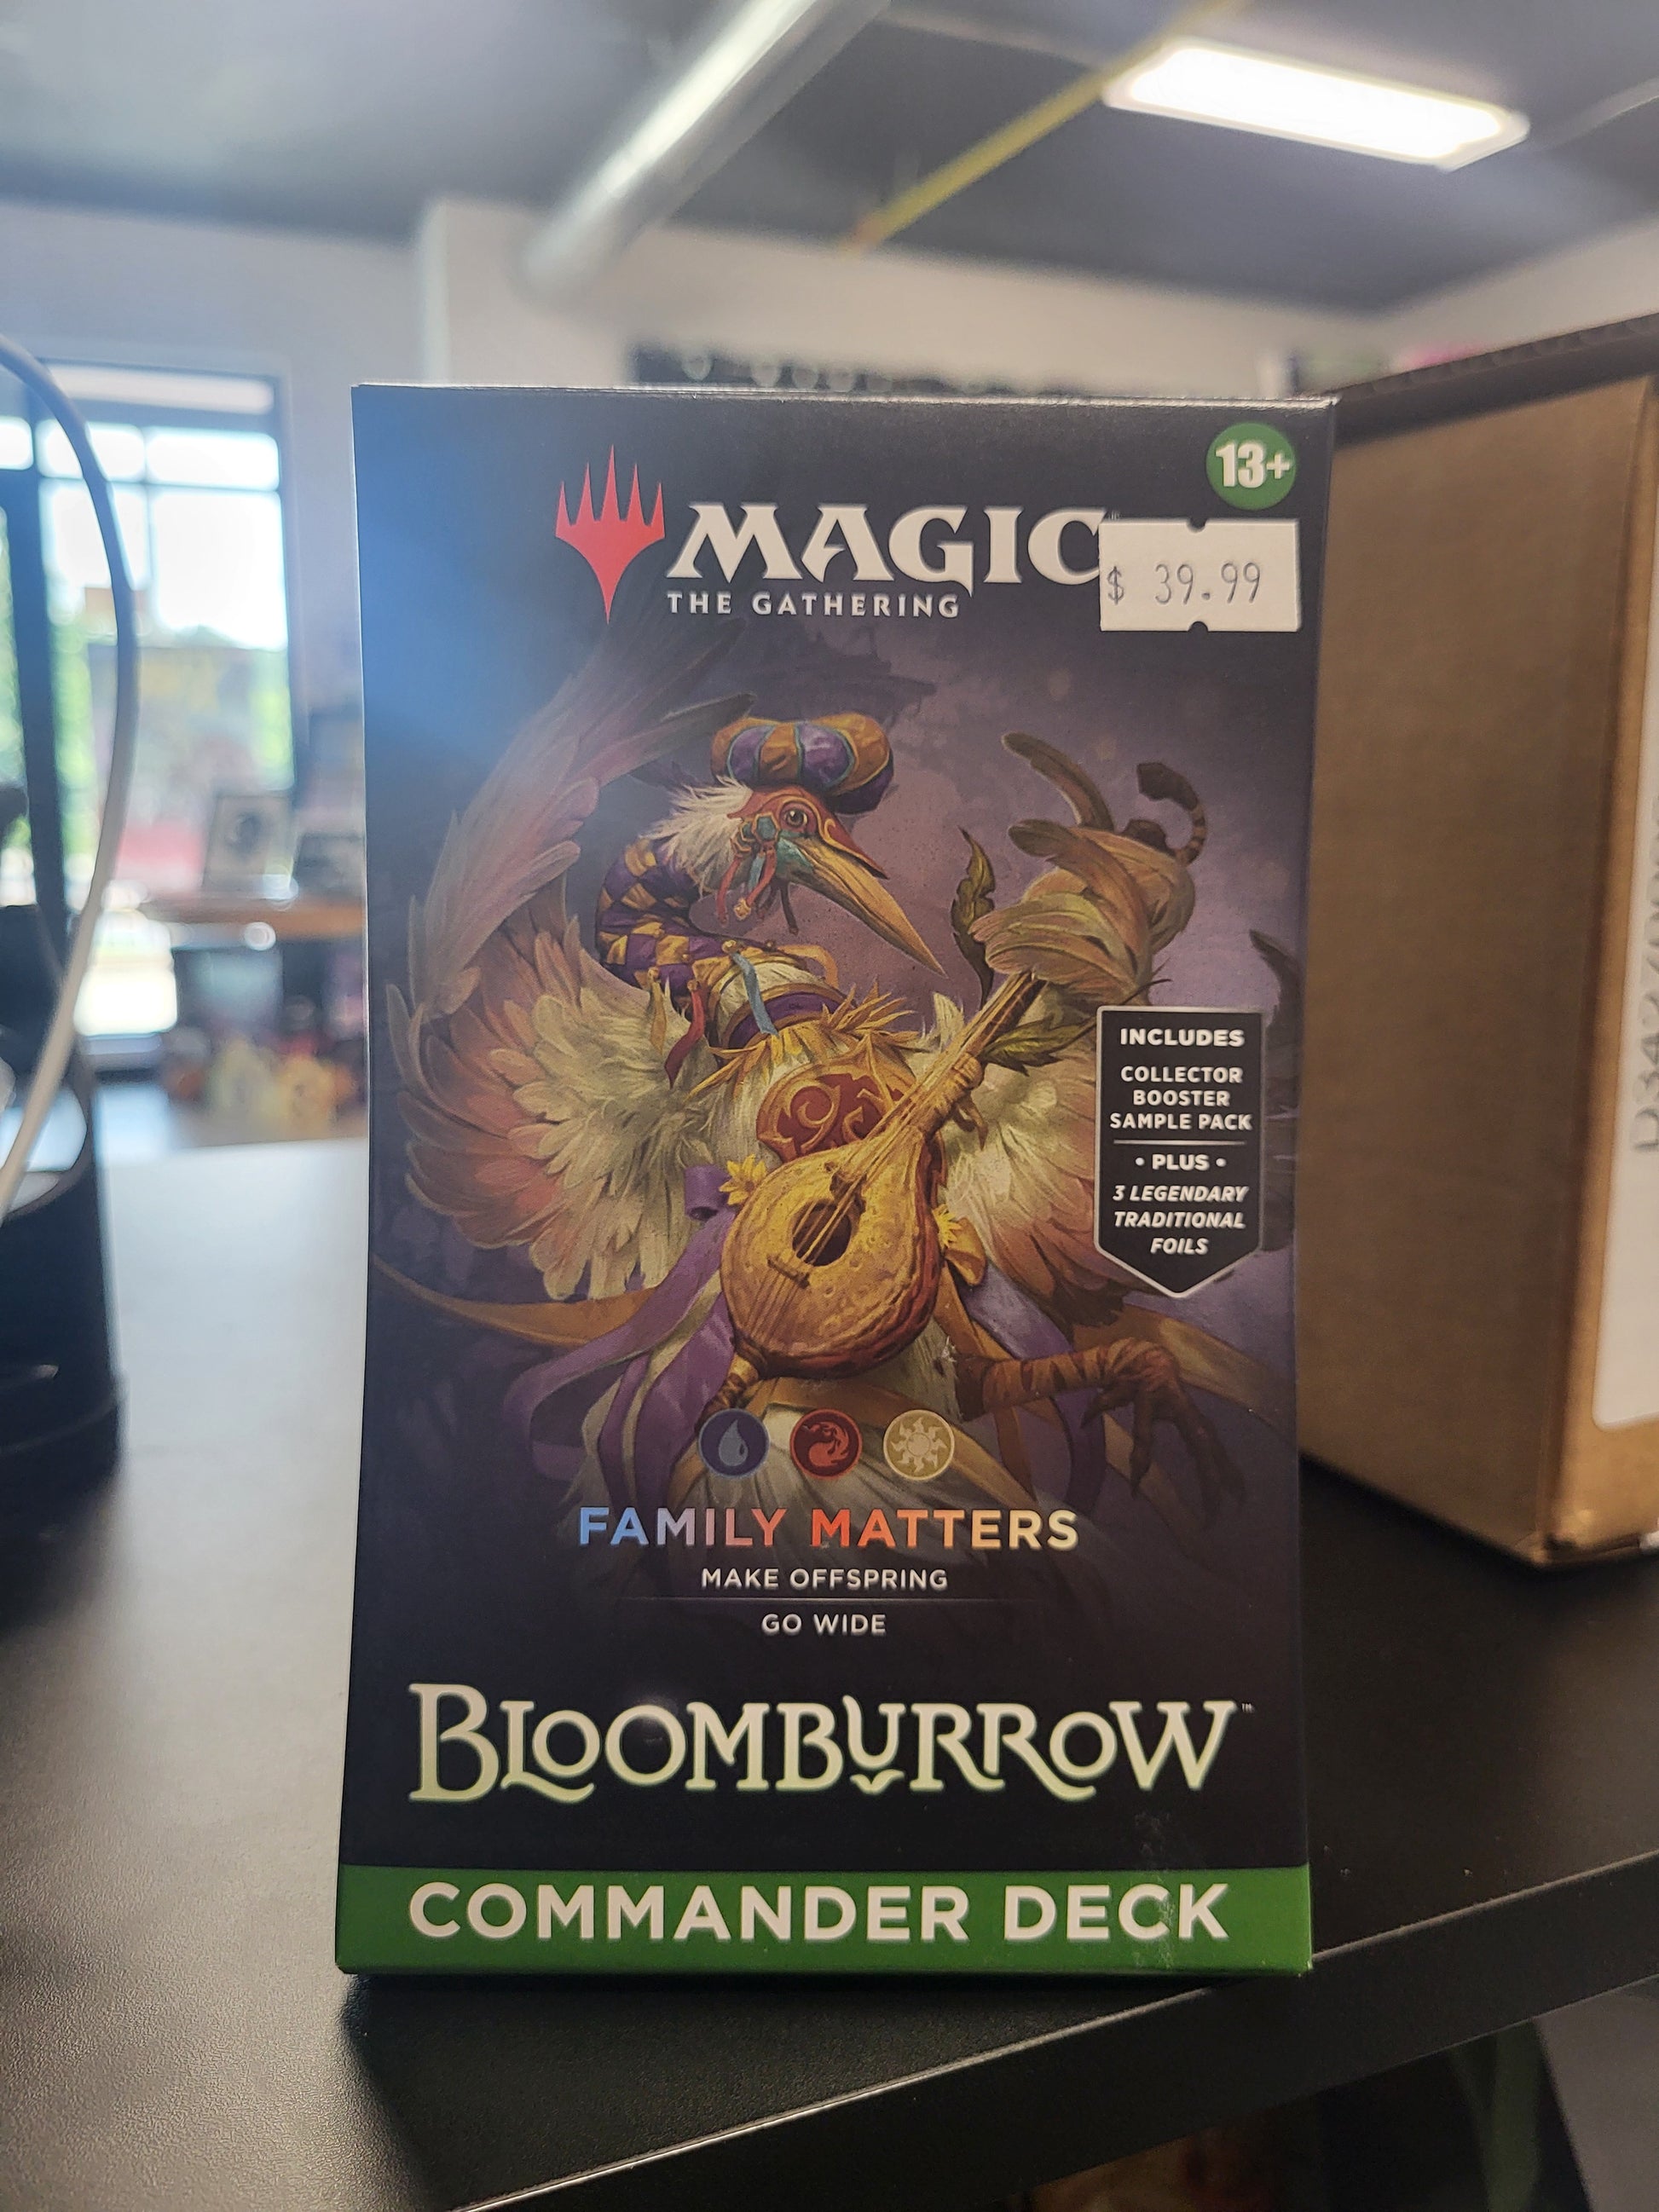 13+
MAGIC
THE GATHERING
$ 39.99
INCLUDES
COLLECTOR
BOOSTER
SAMPLE PACK
• PLUS •
3 LEGENDARY
TRADITIONAL
FOILS
FAMILY MATTERS
MAKE OFFSPRING
GO WIDE
BLOOMBURROW™
COMMANDER DECK